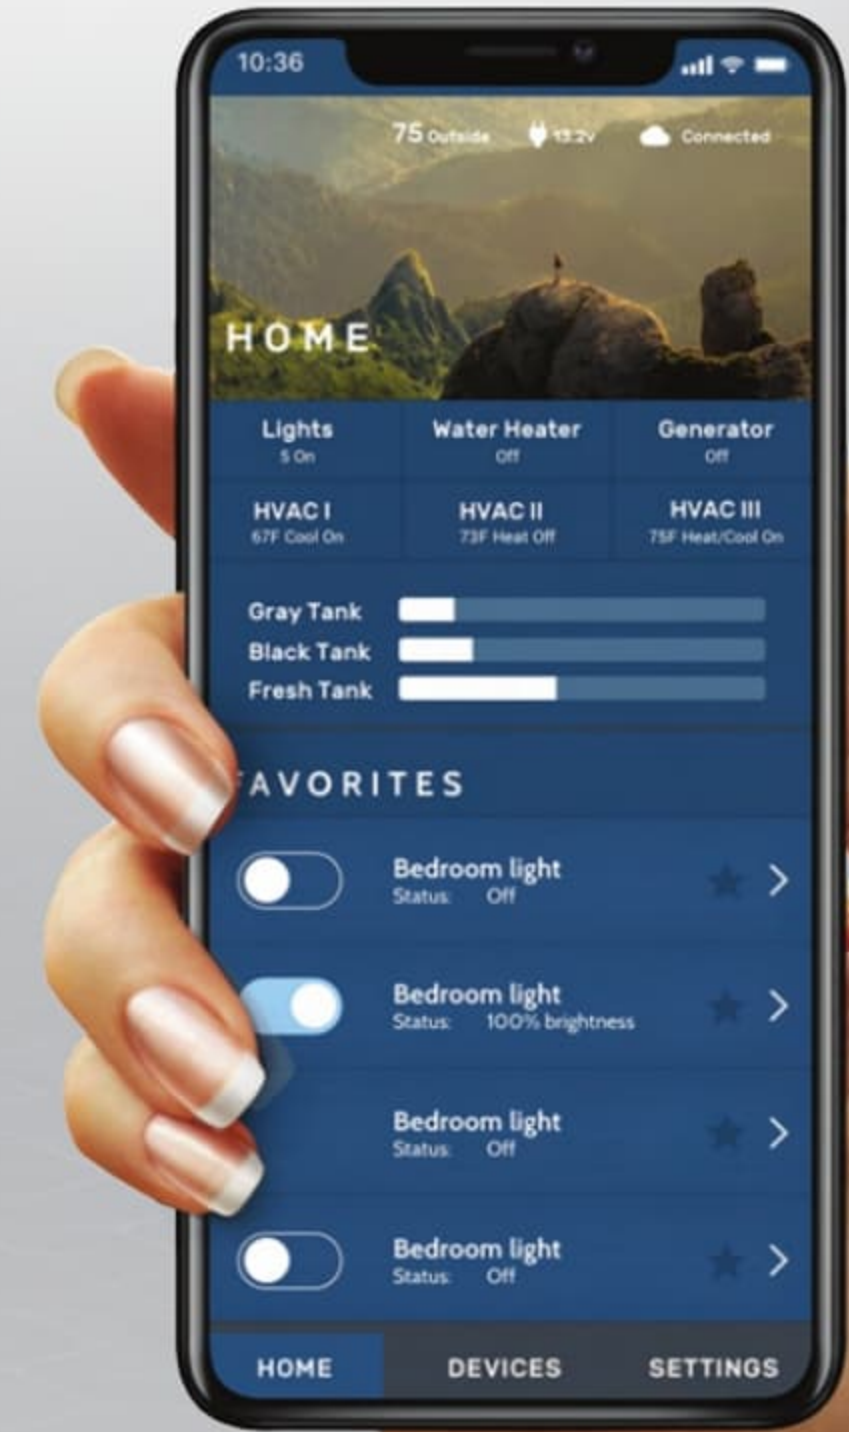 10:36
75 Outside 13.2v Connected
HOME
Lights Water Heater Generator
5 On Off Off
HVAC I HVAC II HVAC III
67F Cool On 73F Heat Off 75F Heat/Cool On
Gray Tank
Black Tank
Fresh Tank
FAVORITES
Bedroom light
Status: Off
Bedroom light
Status: 100% brightness
Bedroom light
Status: Off
Bedroom light
Status: Off
HOME DEVICES SETTINGS